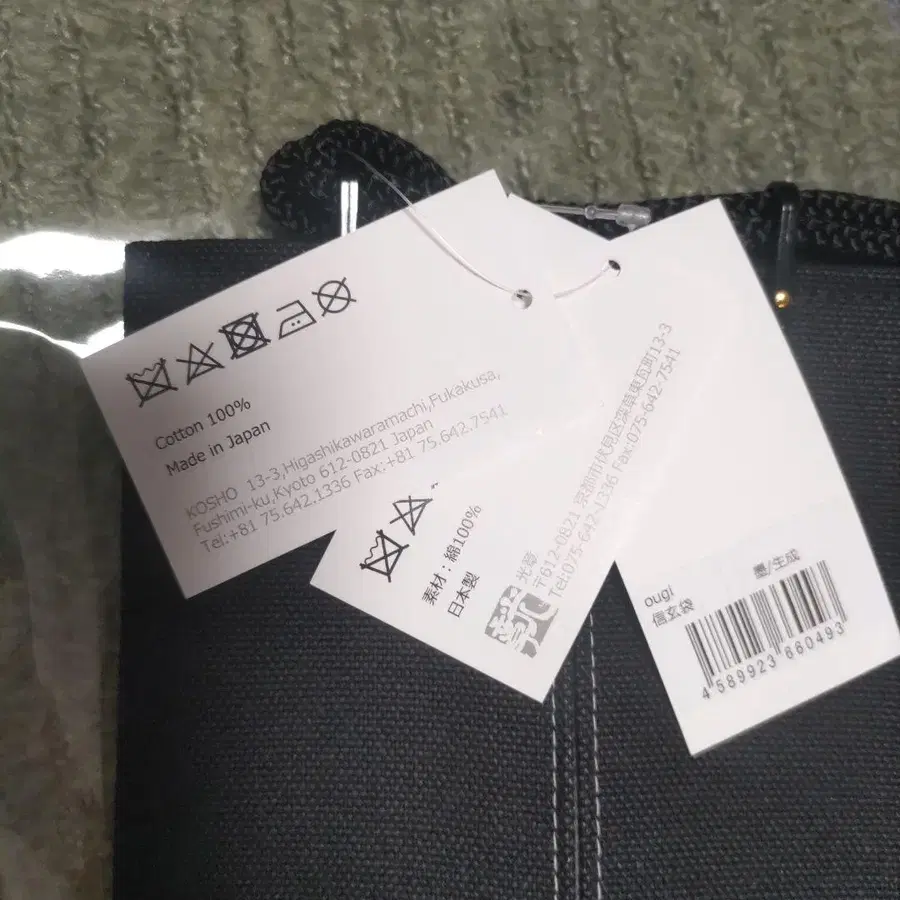 Cotton 100%
Made in Japan
KOSHO 13-3,Higashikawaramachi,Fukakusa,
Fushimi-ku,Kyoto 612-0821 Japan
Tel:+81 75.642.1336 Fax:+81 75.642.7541
素材：綿100%
日本製
光章
〒612-0821 京都市伏見区深草東瓦町13-3
Tel:075-642-1336 Fax:075-642-7541
ougi
墨/生成
信玄袋
4589923660493